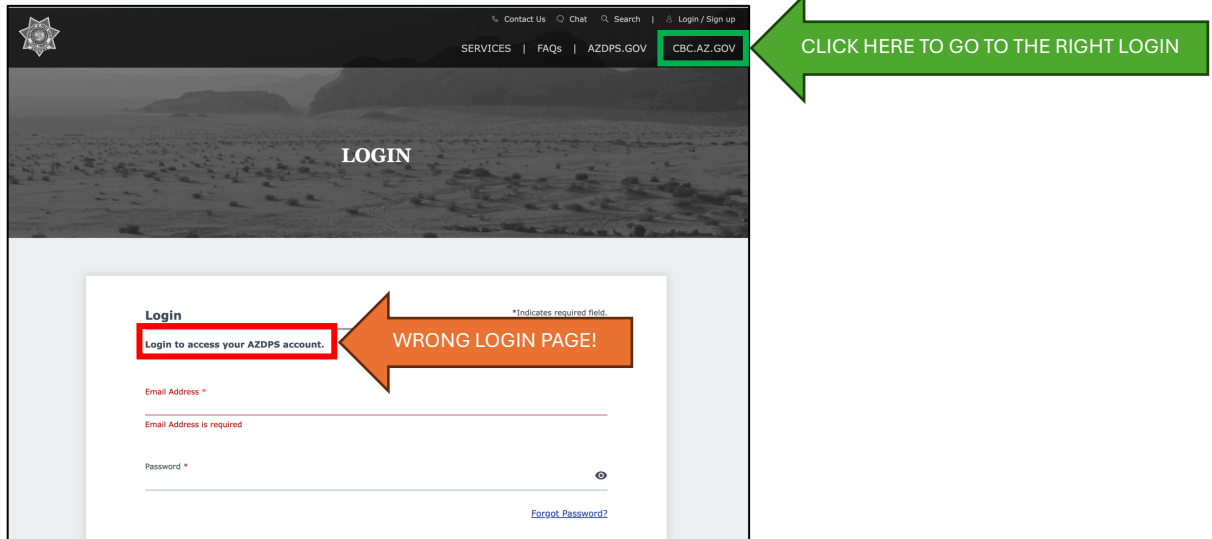 Contact Us Chat Search | Login / Sign up
SERVICES | FAQs | AZDPS.GOV CBC.AZ.GOV
CLICK HERE TO GO TO THE RIGHT LOGIN
LOGIN
Login
*Indicates required field.
Login to access your AZDPS account.
WRONG LOGIN PAGE!
Email Address *
Email Address is required
Password *
Forgot Password?